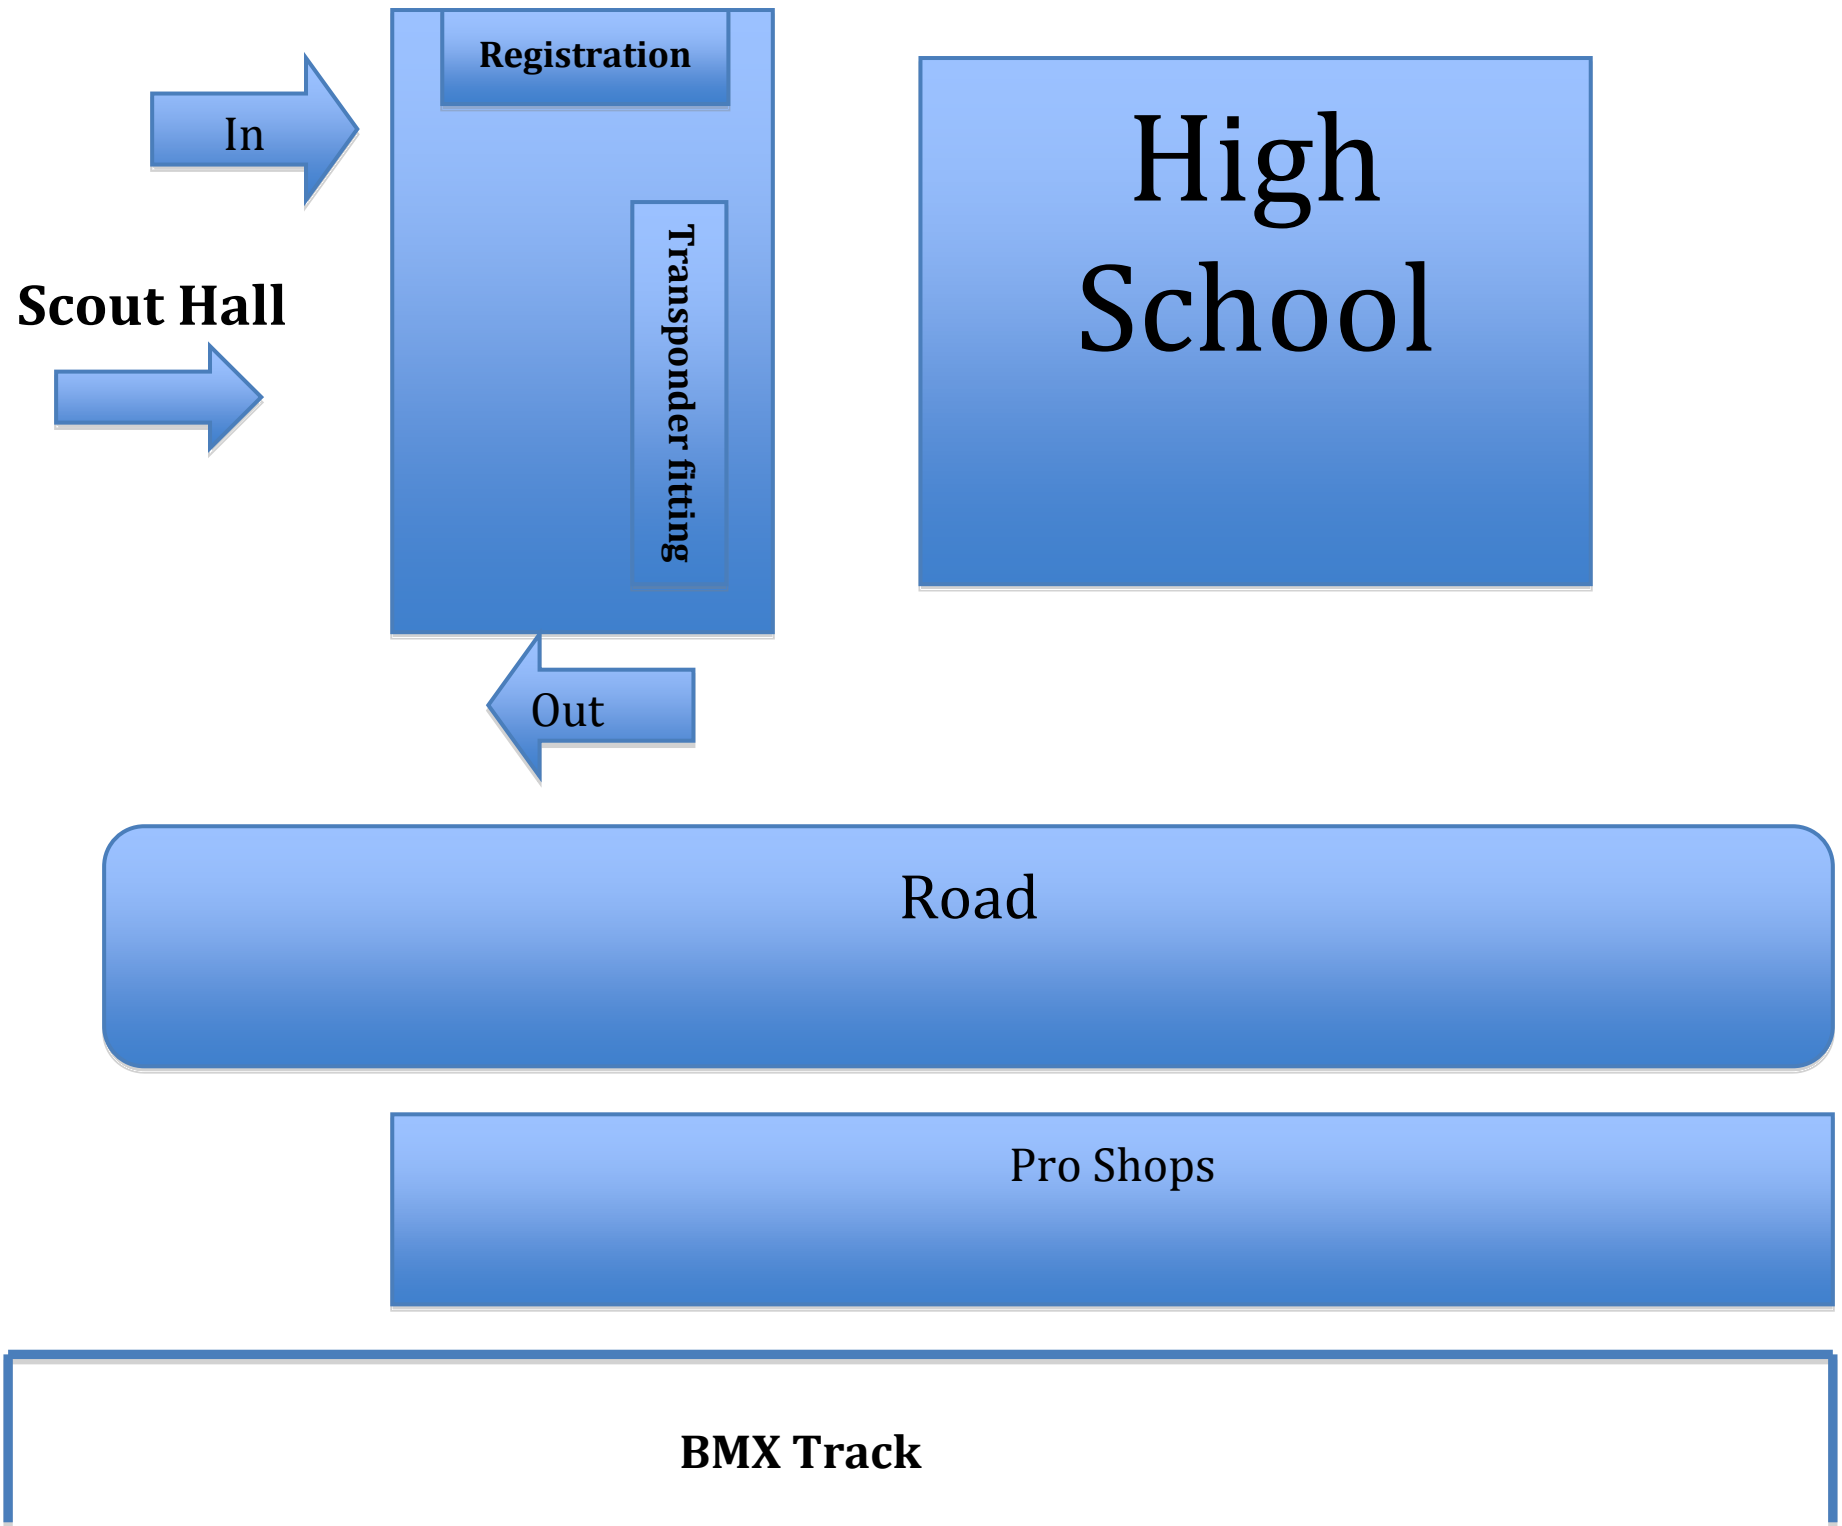 Registration
In
High
School
Transponder fitting
Scout Hall
Out
Road
Pro Shops
BMX Track